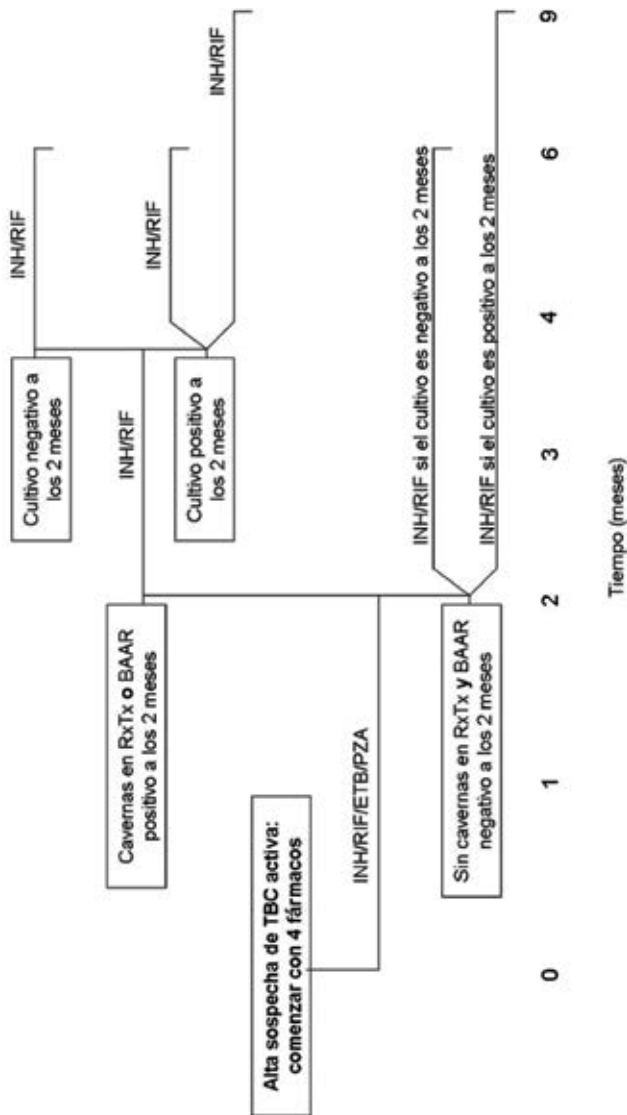 Alta sospecha de TBC activa:
comenzar con 4 fármacos
INH/RIF/ETB/PZA
Cavernas en RxTx o BAAR
positivo a los 2 meses
Sin cavernas en RxTx y BAAR
negativo a los 2 meses
INH/RIF
Cultivo negativo a
los 2 meses
Cultivo positivo a
los 2 meses
INH/RIF
INH/RIF
INH/RIF
INH/RIF si el cultivo es negativo a los 2 meses
INH/RIF si el cultivo es positivo a los 2 meses
0 1 2 3 4 6 9
Tiempo (meses)